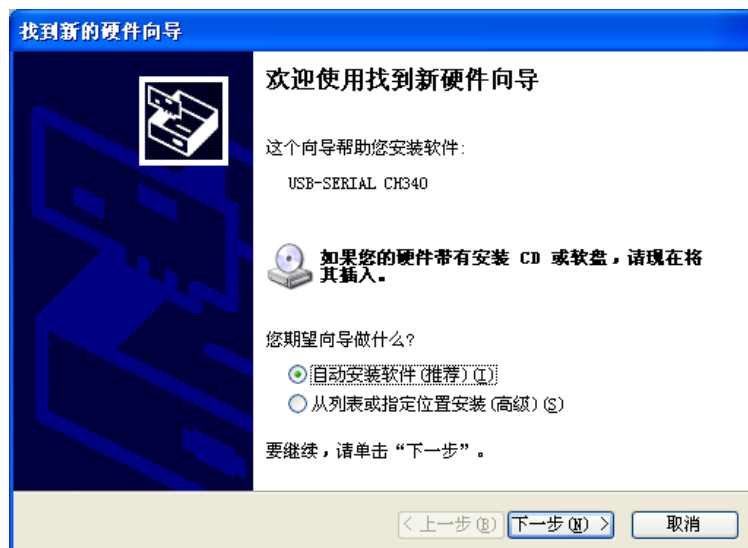 找到新的硬件向导
欢迎使用找到新硬件向导
这个向导帮助您安装软件:
USB-SERIAL CH340
如果您的硬件带有安装 CD 或软盘，请现在将
其插入。
您期望向导做什么?
自动安装软件(推荐)(I)
从列表或指定位置安装(高级)(S)
要继续，请单击“下一步”。
< 上一步(B) 下一步(N) > 取消